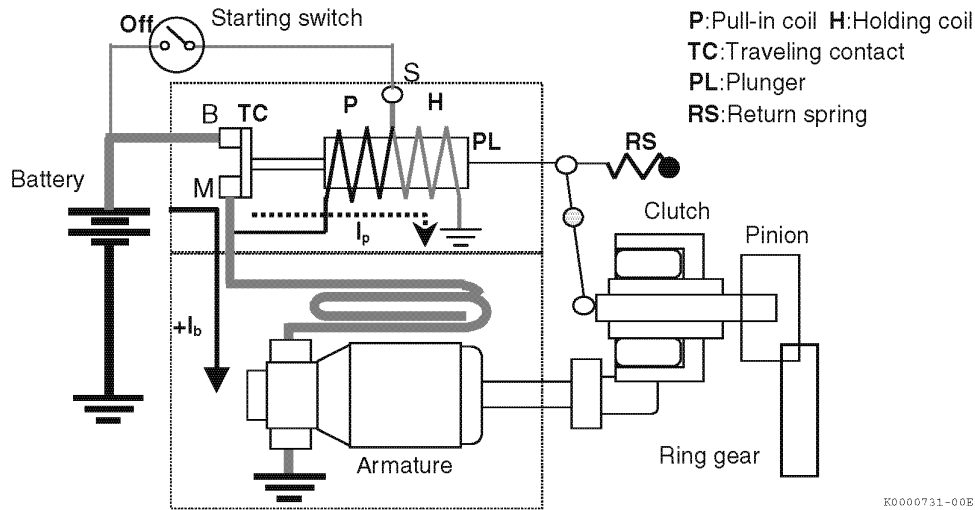 Off
Starting switch
P:Pull-in coil H:Holding coil
TC:Traveling contact
PL:Plunger
RS:Return spring
S
B TC P H
PL
RS
Battery
M
Ip
Clutch
Pinion
+Ib
Armature
Ring gear
K0000731-00E